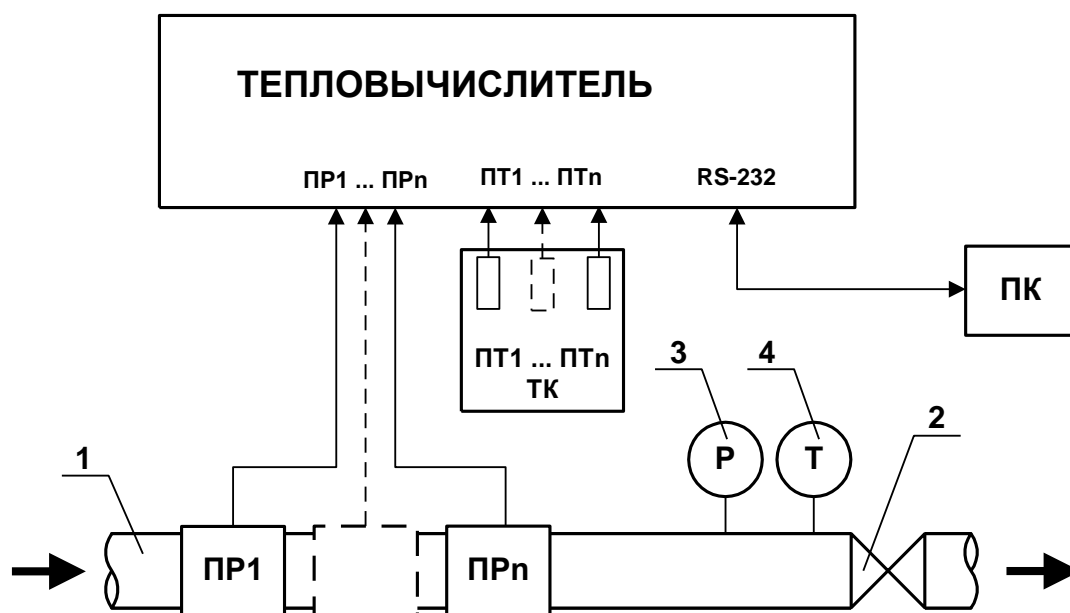 ТЕПЛОВЫЧИСЛИТЕЛЬ
ПР1 ... ПРn ПТ1 ... ПТn RS-232
ПК
ПТ1 ... ПТn
ТК
3 4
2
1
P T
ПР1 ПРn